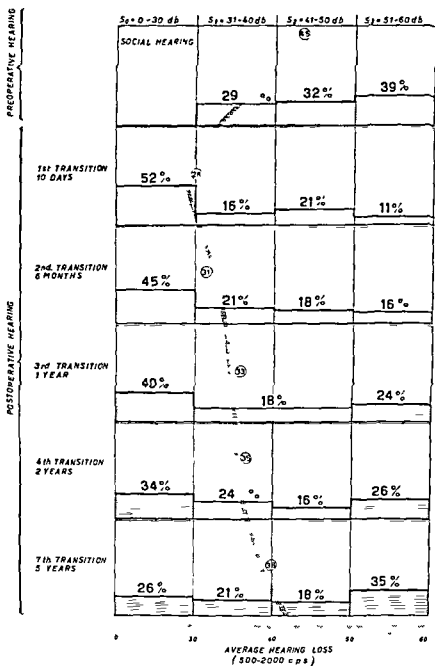 S₀= 0-30 db S₁= 31-40 db S₂= 41-50 db S₃= 51-60 db
PREOPERATIVE HEARING
SOCIAL HEARING
29 % 32% 39%
POSTOPERATIVE HEARING
1st TRANSITION
10 DAYS
52% 16% 21% 11%
2nd. TRANSITION
6 MONTHS
31
45% 21% 18% 16%
3rd TRANSITION
1 YEAR
33
40% 18% 24%
4th TRANSITION
2 YEARS
34% 24 % 16% 26%
7th TRANSITION
5 YEARS
26% 21% 18% 35%
0 30 40 50 60
AVERAGE HEARING LOSS
(500-2000 cps)